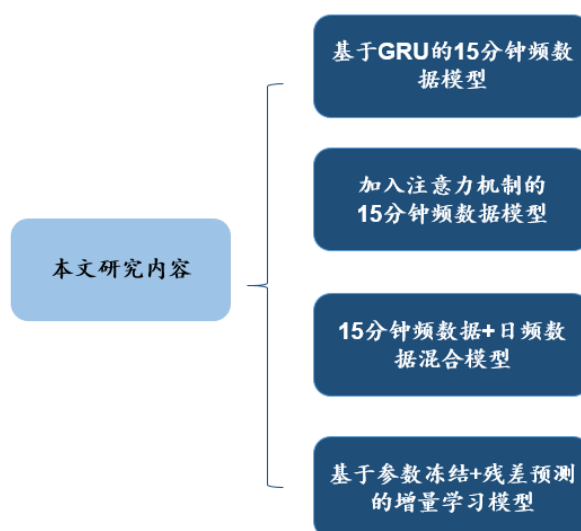 基于GRU的15分钟频数
据模型
加入注意力机制的
15分钟频数据模型
本文研究内容
15分钟频数据+日频数
据混合模型
基于参数冻结+残差预测
的增量学习模型